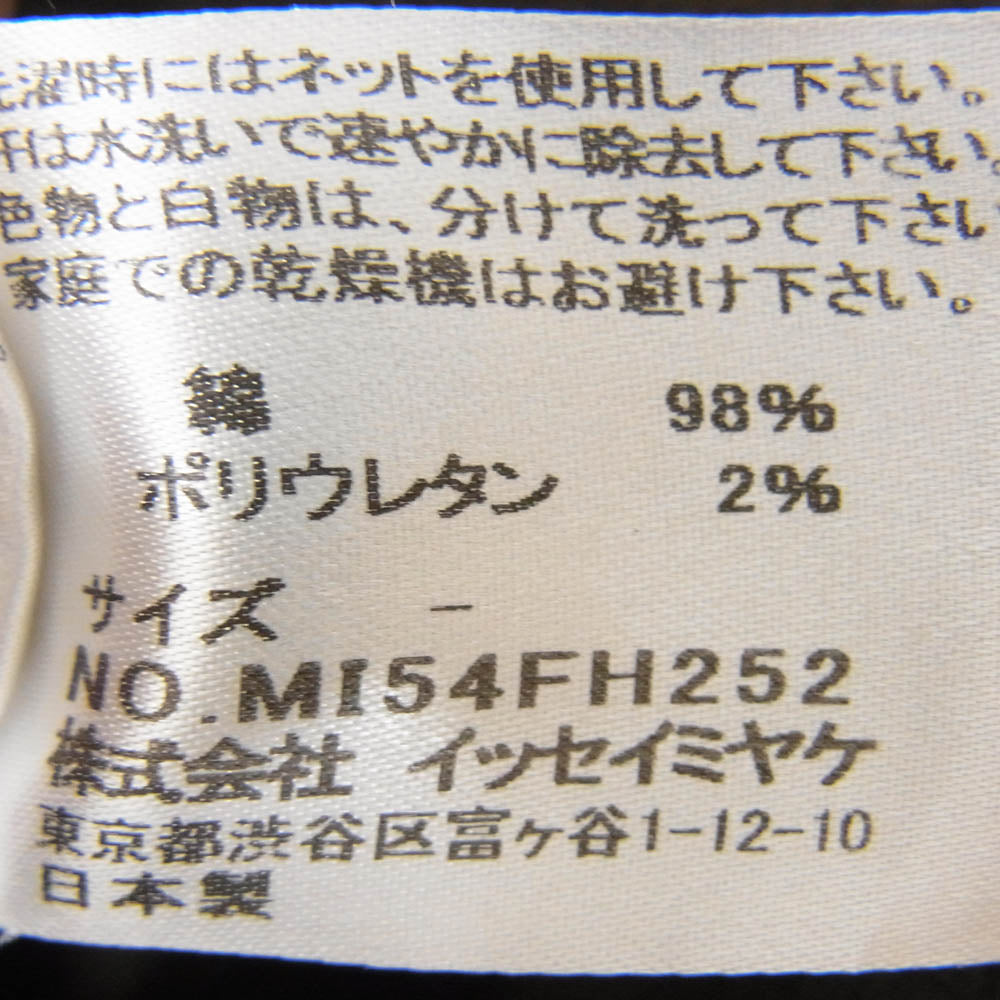 洗濯時にはネットを使用して下さい。
汗は水洗いで速やかに除去して下さい。
色物と白物は、分けて洗って下さい
家庭での乾燥機はお避け下さい。
綿 98%
ポリウレタン 2%
サイズ -
NO.MI54FH252
株式会社 イッセイミヤケ
東京都渋谷区富ヶ谷1-12-10
日本製